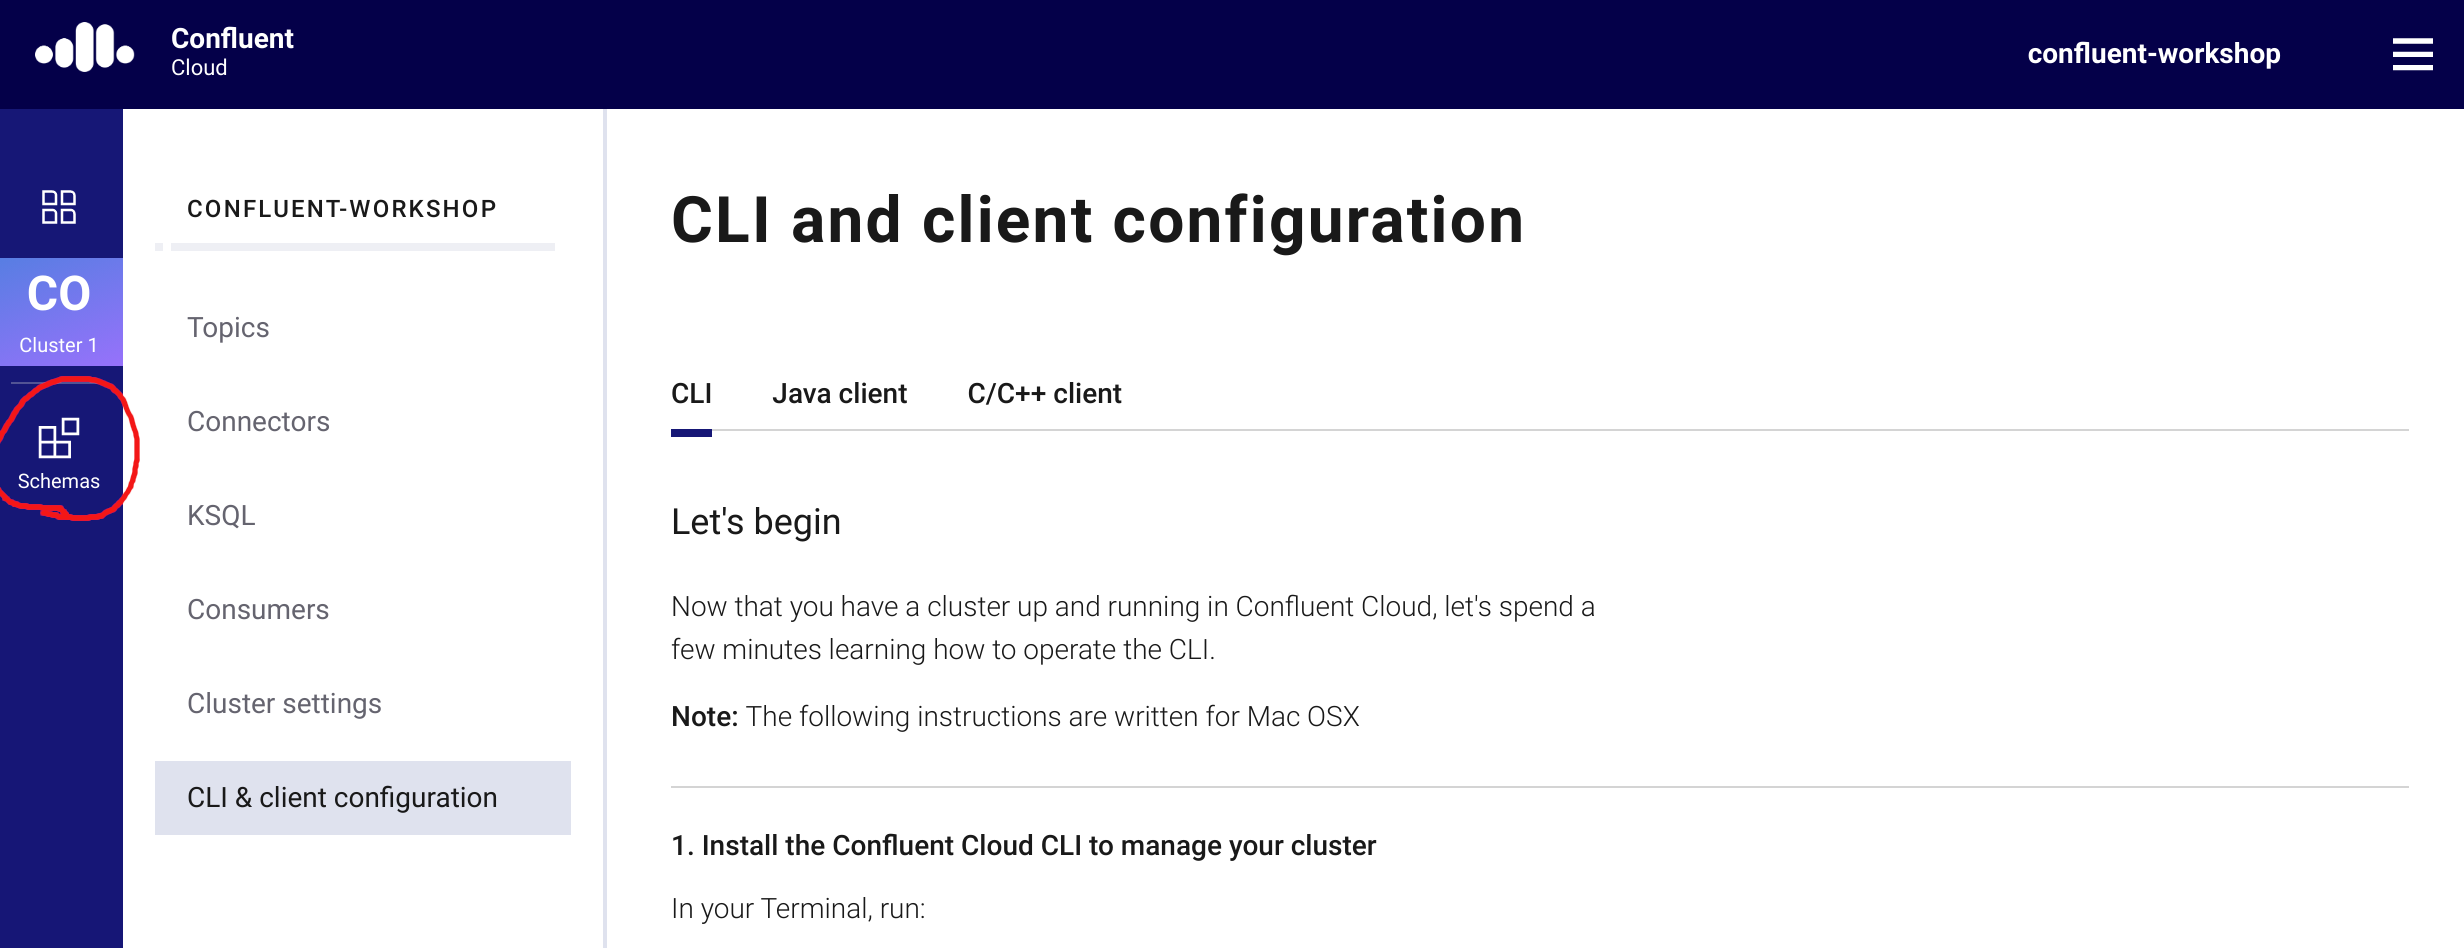 Confluent
Cloud
confluent-workshop
CO
Cluster 1
Schemas
CONFLUENT-WORKSHOP
Topics
Connectors
KSQL
Consumers
Cluster settings
CLI & client configuration
CLI and client configuration
CLI Java client C/C++ client
Let's begin
Now that you have a cluster up and running in Confluent Cloud, let's spend a
few minutes learning how to operate the CLI.
Note: The following instructions are written for Mac OSX
1. Install the Confluent Cloud CLI to manage your cluster
In your Terminal, run: